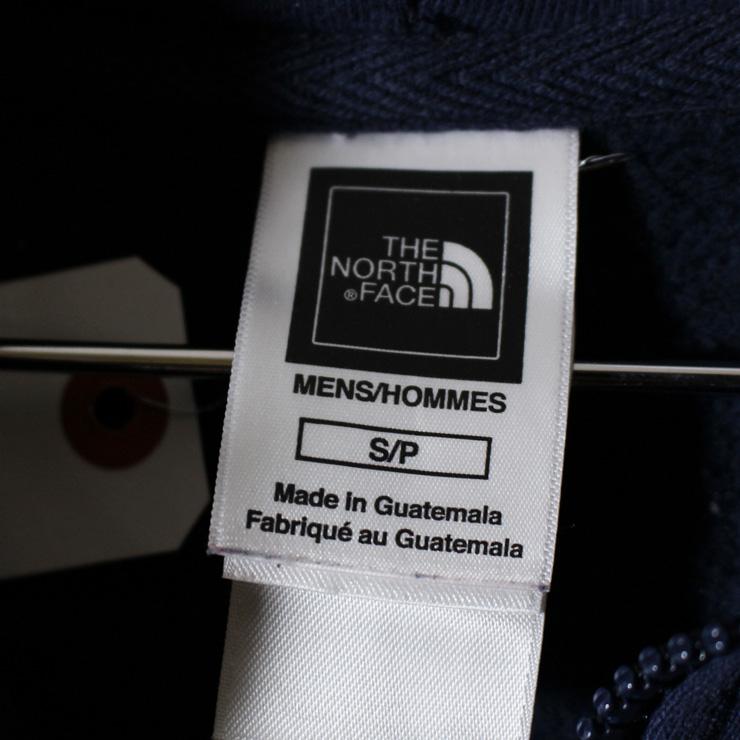 THE
NORTH
®FACE
MENS/HOMMES
S/P
Made in Guatemala
Fabriqué au Guatemala